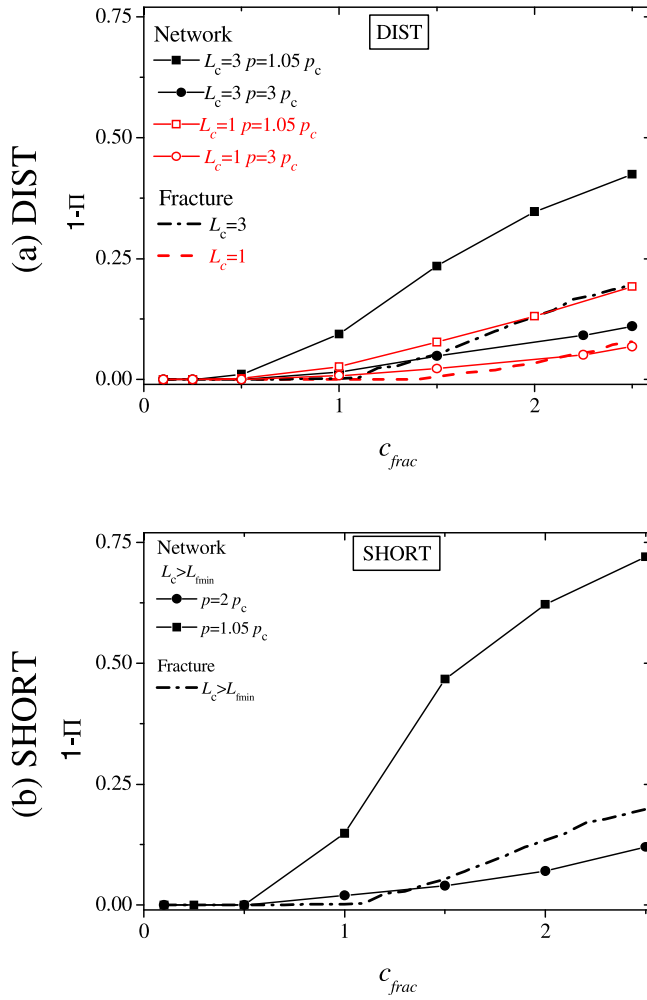 0.75
DIST
Network
L_c=3 p=1.05 p_c
L_c=3 p=3 p_c
L_c=1 p=1.05 p_c
L_c=1 p=3 p_c
0.50
(a) DIST
1-Π
Fracture
L_c=3
L_c=1
0.25
0.00
0 1 2
c_frac
0.75
SHORT
Network
L_c>L_fmin
p=2 p_c
p=1.05 p_c
Fracture
L_c>L_fmin
0.50
(b) SHORT
1-Π
0.25
0.00
0 1 2
c_frac